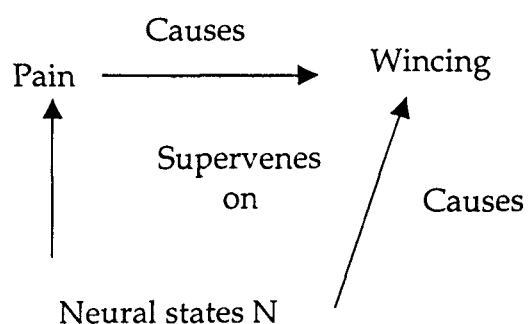 Causes
Pain
Wincing
Supervenes
on
Causes
Neural states N